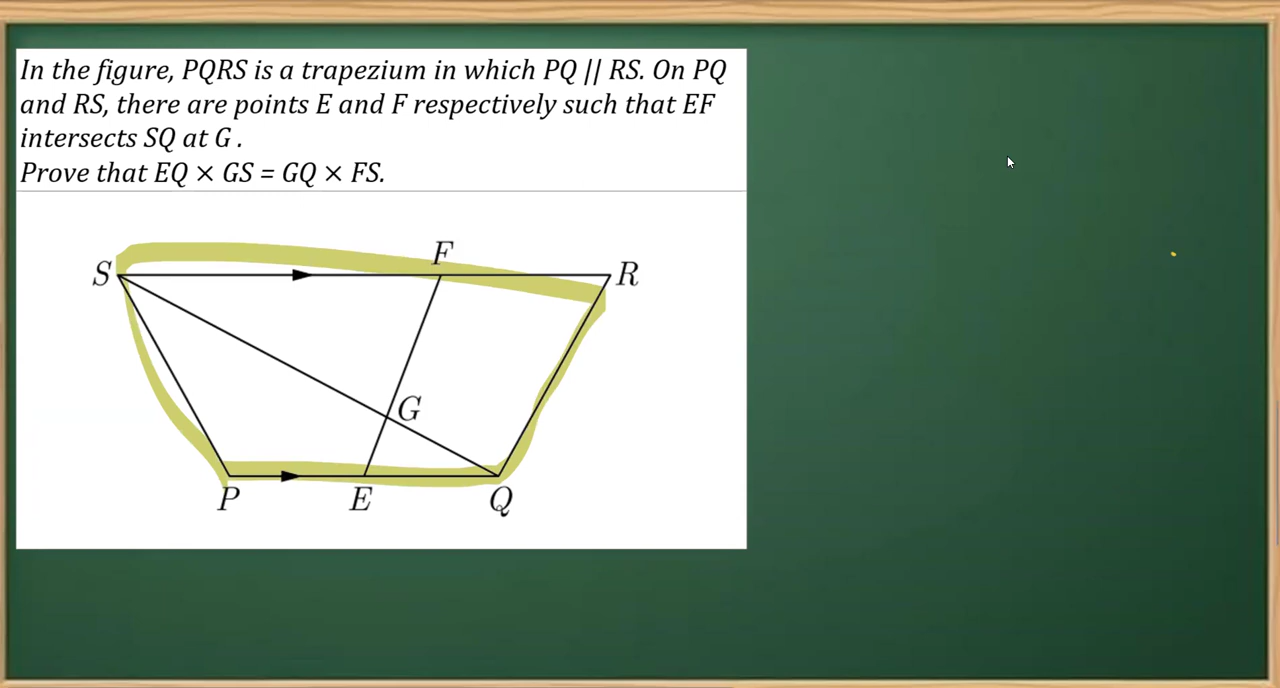 In the figure, PQRS is a trapezium in which PQ || RS. On PQ
and RS, there are points E and F respectively such that EF
intersects SQ at G .
Prove that EQ × GS = GQ × FS.
F
S
R
G
P
E
Q